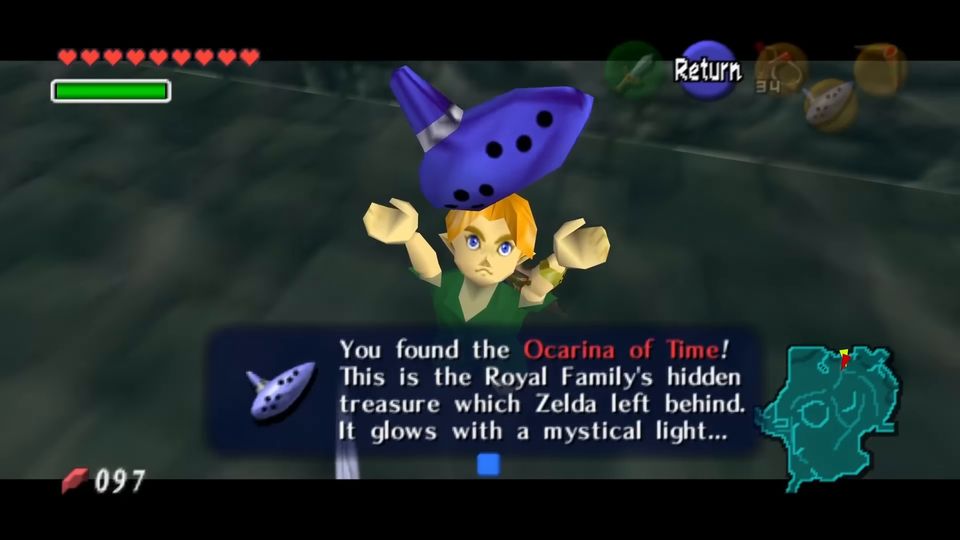 Return
34
You found the Ocarina of Time!
This is the Royal Family's hidden
treasure which Zelda left behind.
It glows with a mystical light...
097